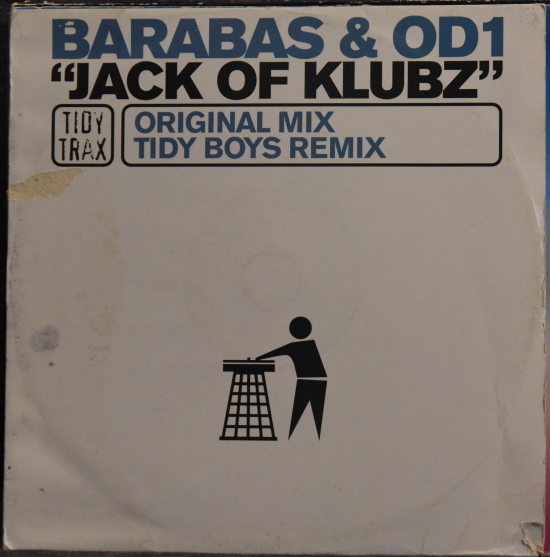 BARABAS & OD1
“JACK OF KLUBZ”
TIDY
TRAX
ORIGINAL MIX
TIDY BOYS REMIX